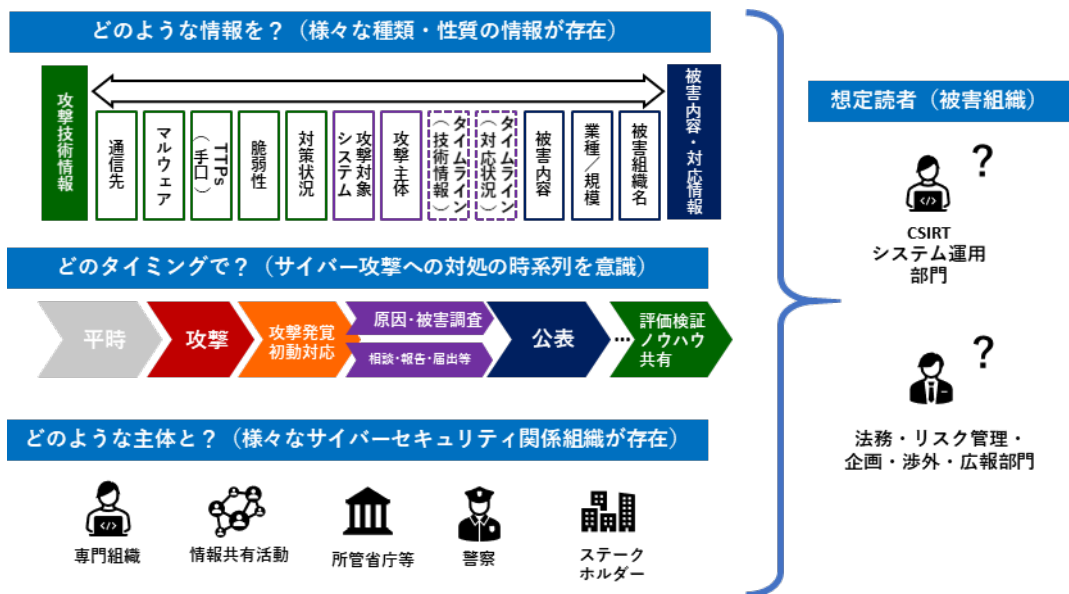 どのような情報を？（様々な種類・性質の情報が存在）
攻撃技術情報
通信先
マルウェア
TTPs
（手口）
脆弱性
対策状況
攻撃対象
システム
攻撃主体
タイムライン
（技術情報）
タイムライン
（対応状況）
被害内容
業種／規模
被害組織名
被害内容・対応情報
どのタイミングで？（サイバー攻撃への対処の時系列を意識）
平時
攻撃
攻撃発覚
初動対応
原因・被害調査
相談・報告・届出等
公表
…
評価検証
ノウハウ
共有
どのような主体と？（様々なサイバーセキュリティ関係組織が存在）
</>
専門組織
情報共有活動
所管省庁等
警察
ステーク
ホルダー
想定読者（被害組織）
?
</>
CSIRT
システム運用
部門
?
法務・リスク管理・
企画・渉外・広報部門